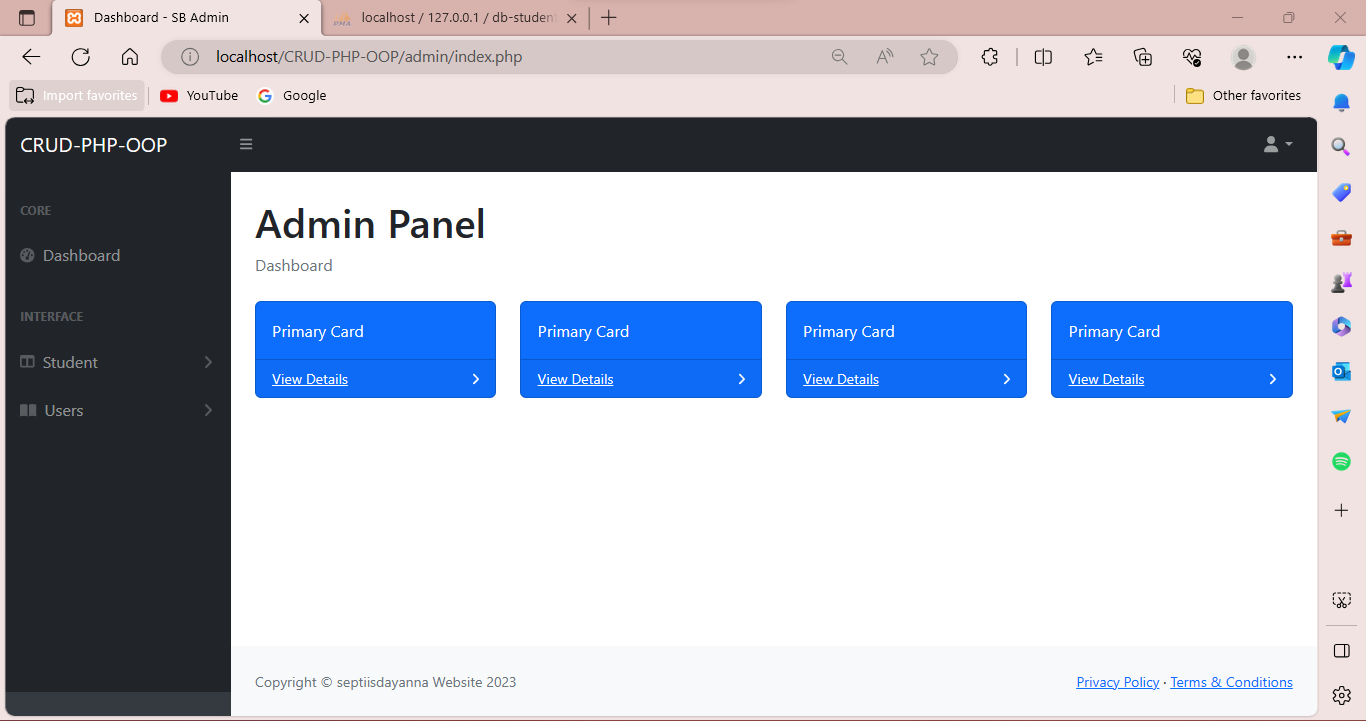 Dashboard - SB Admin
localhost / 127.0.0.1 / db-studen
localhost/CRUD-PHP-OOP/admin/index.php
Import favorites
YouTube
Google
Other favorites
CRUD-PHP-OOP
CORE
Dashboard
INTERFACE
Student
Users
Admin Panel
Dashboard
Primary Card
Primary Card
Primary Card
Primary Card
View Details
View Details
View Details
View Details
Copyright © septiisdayanna Website 2023
Privacy Policy · Terms & Conditions